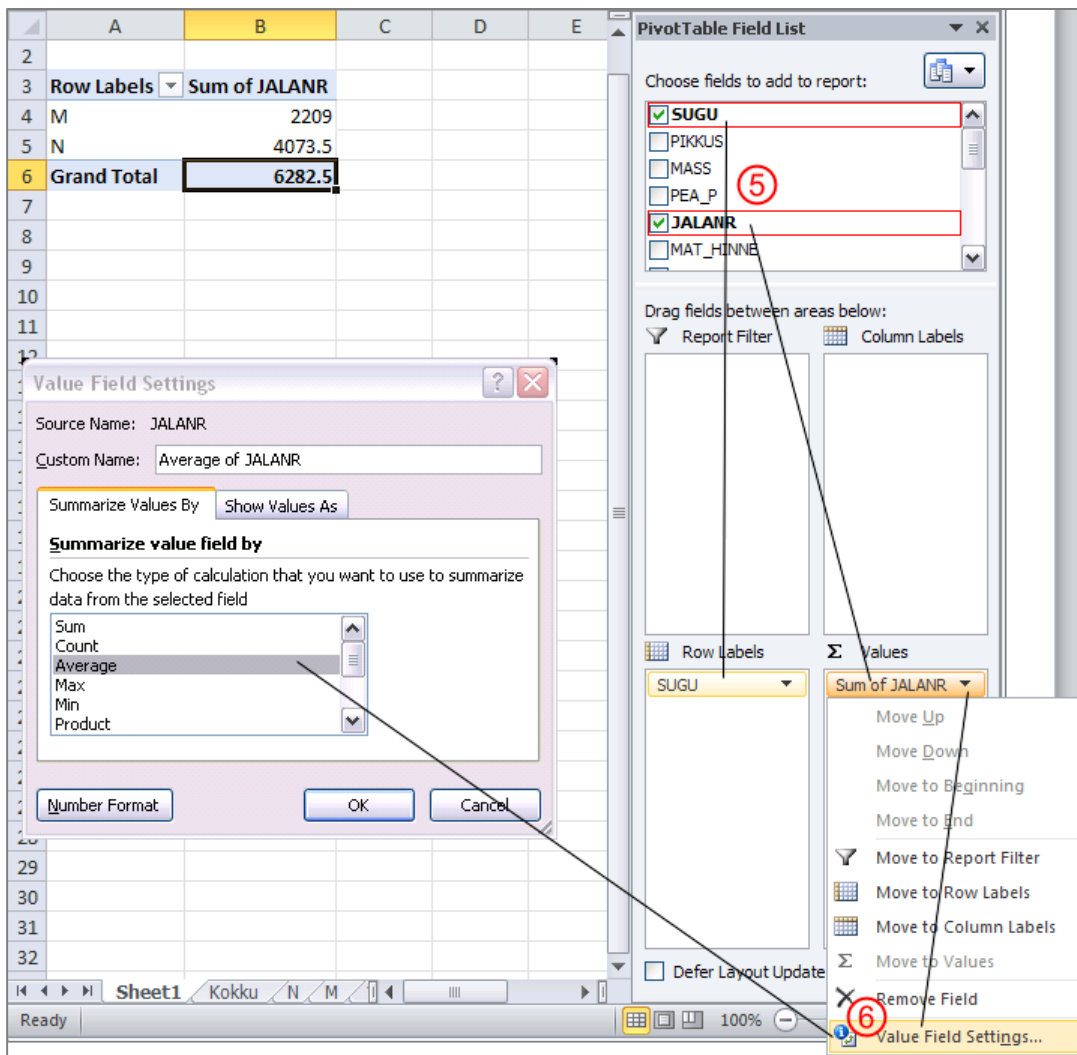 A B C D E
2
3 Row Labels Sum of JALANR
4 M 2209
5 N 4073.5
6 Grand Total 6282.5
7
8
9
10
11
12
Value Field Settings
Source Name: JALANR
Custom Name: Average of JALANR
Summarize Values By Show Values As
Summarize value field by
Choose the type of calculation that you want to use to summarize
data from the selected field
Sum
Count
Average
Max
Min
Product
Number Format OK Cancel
29
30
31
32
Sheet1 Kokku N M
Ready 100%
PivotTable Field List
Choose fields to add to report:
SUGU
PIKKUS
MASS
PEA_P
5
JALANR
MAT_HINNE
Drag fields between areas below:
Report Filter Column Labels
Row Labels Σ Values
SUGU Sum of JALANR
Move Up
Move Down
Move to Beginning
Move to End
Move to Report Filter
Move to Row Labels
Move to Column Labels
Σ Move to Values
Remove Field
6
Value Field Settings...
Defer Layout Update